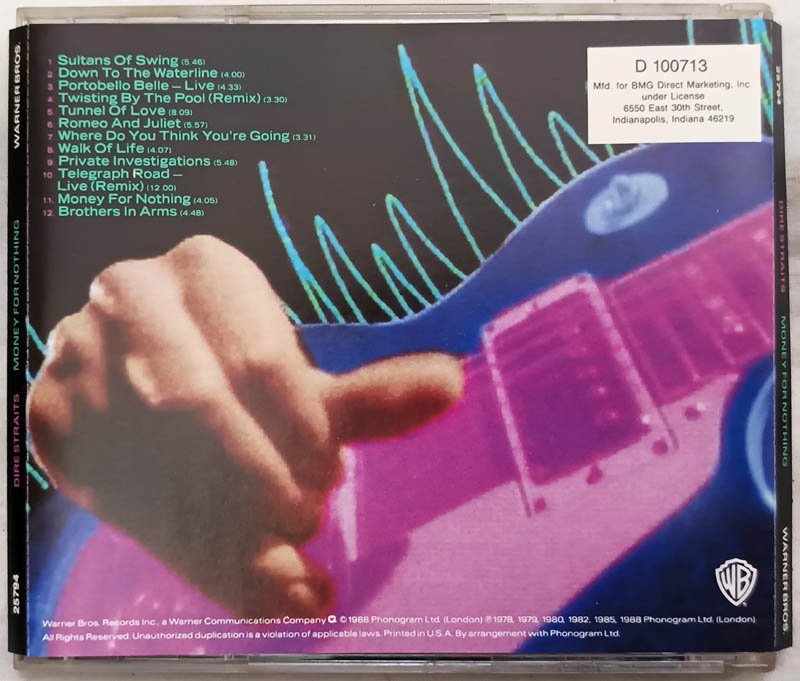 1. Sultans Of Swing (5.46)
2. Down To The Waterline (4.00)
3. Portobello Belle – Live (4.33)
4. Twisting By The Pool (Remix) (3.30)
5. Tunnel Of Love (8.09)
6. Romeo And Juliet (5.57)
7. Where Do You Think You're Going (3.31)
8. Walk Of Life (4.07)
9. Private Investigations (5.48)
10. Telegraph Road –
Live (Remix) (12.00)
11. Money For Nothing (4.05)
12. Brothers In Arms (4.48)
D 100713
Mfd. for BMG Direct Marketing, Inc.
under License
6550 East 30th Street,
Indianapolis, Indiana 46219
WARNER BROS.
MONEY FOR NOTHING
DIRE STRAITS
25794
25794
DIRE STRAITS
MONEY FOR NOTHING
WARNER BROS
WB
Warner Bros. Records Inc., a Warner Communications Company © 1988 Phonogram Ltd. (London) ℗ 1978, 1979, 1980, 1982, 1985, 1988 Phonogram Ltd. (London)
All Rights Reserved. Unauthorized duplication is a violation of applicable laws. Printed in U.S.A. By arrangement with Phonogram Ltd.